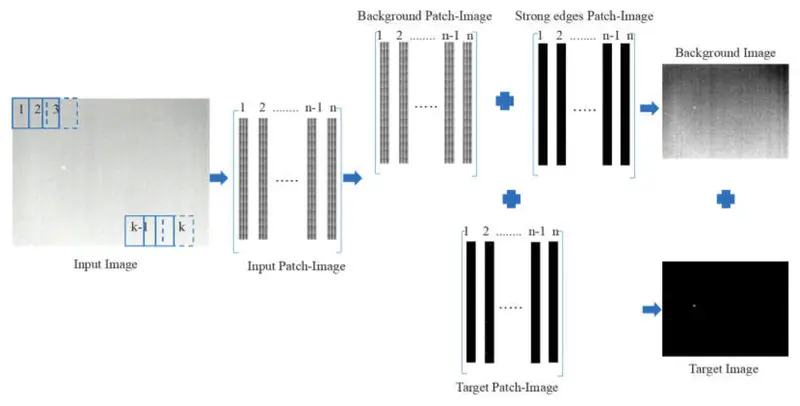 Background Patch-Image
Strong edges Patch-Image
1 2 ........ n-1 n
1 2 ........ n-1 n
Background Image
1 2 3
1 2 ........ n-1 n
.....
.....
.....
k-1 k
Input Image
Input Patch-Image
1 2 ........ n-1 n
.....
Target Patch-Image
Target Image